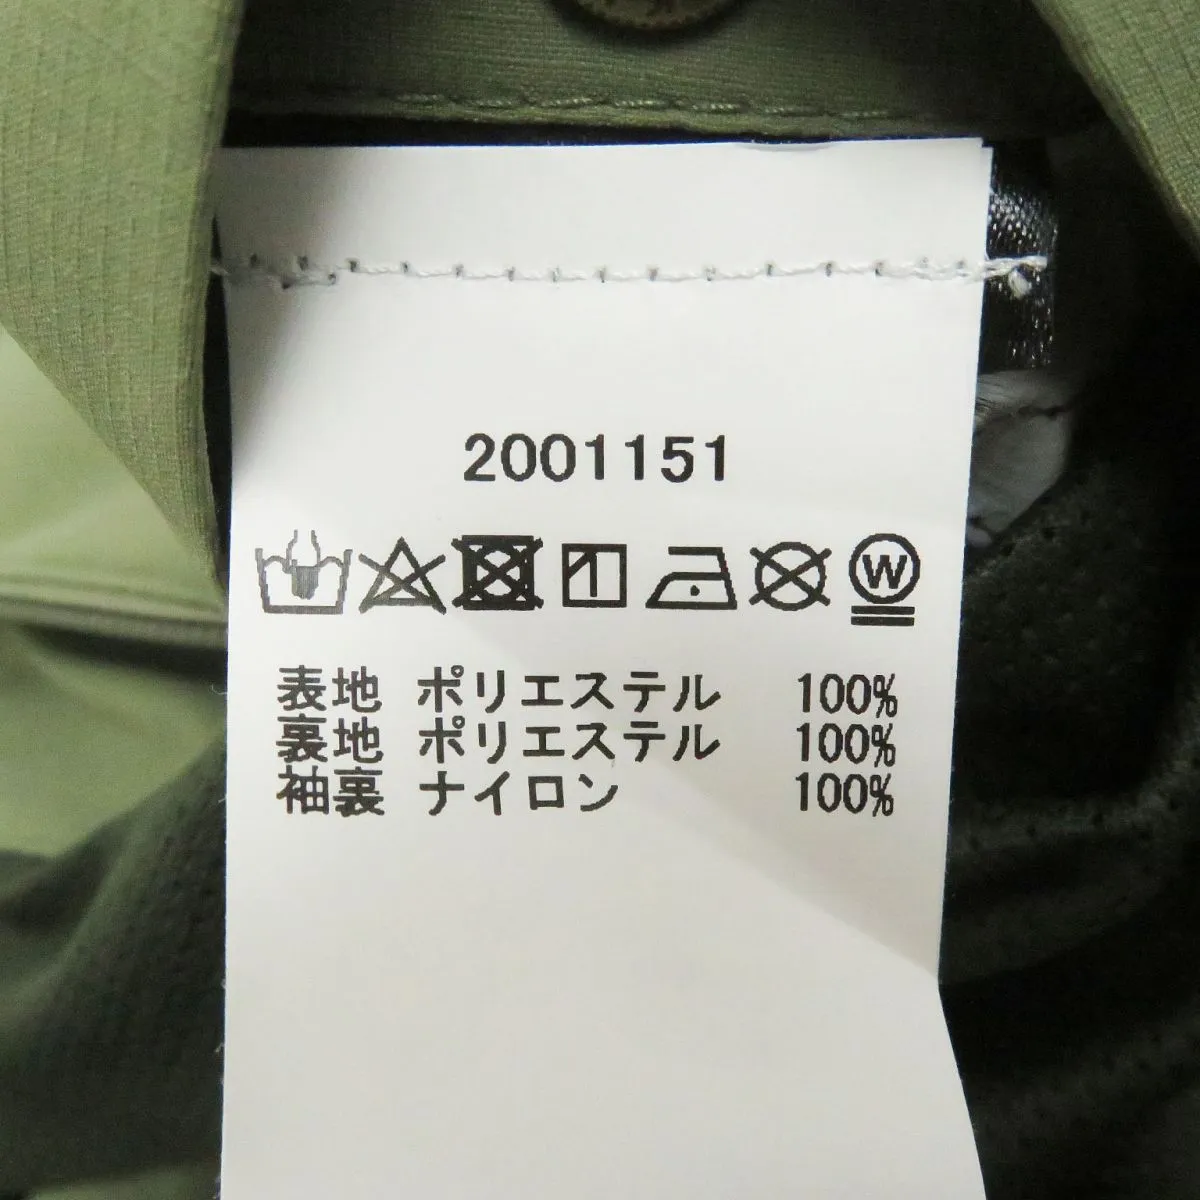 2001151
W
表地 ポリエステル 100%
裏地 ポリエステル 100%
袖裏 ナイロン 100%